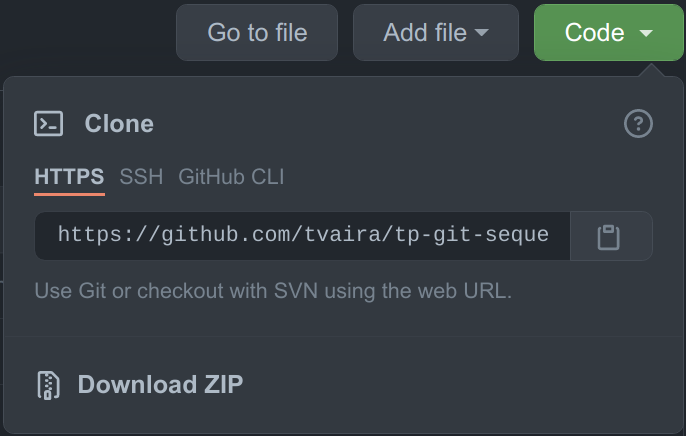 Go to file Add file Code
Clone
HTTPS SSH GitHub CLI
https://github.com/tvaira/tp-git-seque
Use Git or checkout with SVN using the web URL.
Download ZIP